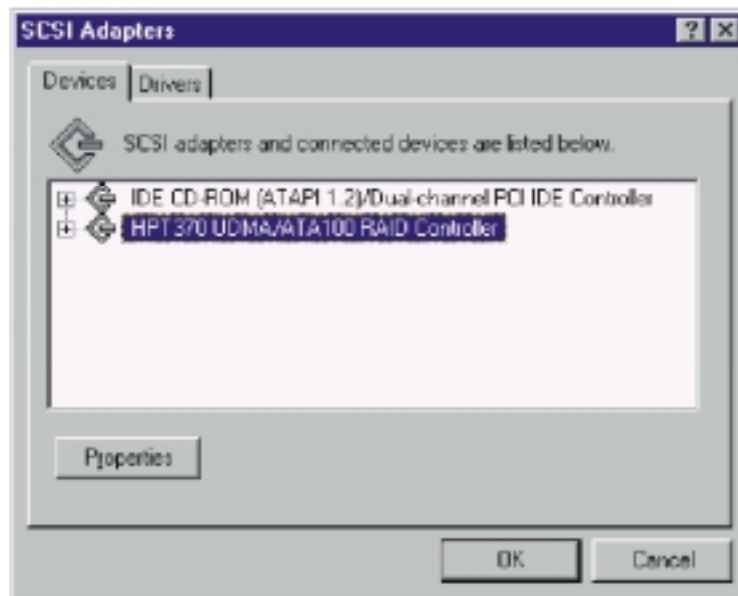 SCSI Adapters
Devices
Drivers
SCSI adapters and connected devices are listed below.
IDE CD-ROM (ATAPI 1.2)/Dual-channel PCI IDE Controller
HPT370 UDMA/ATA100 RAID Controller
Properties
OK
Cancel